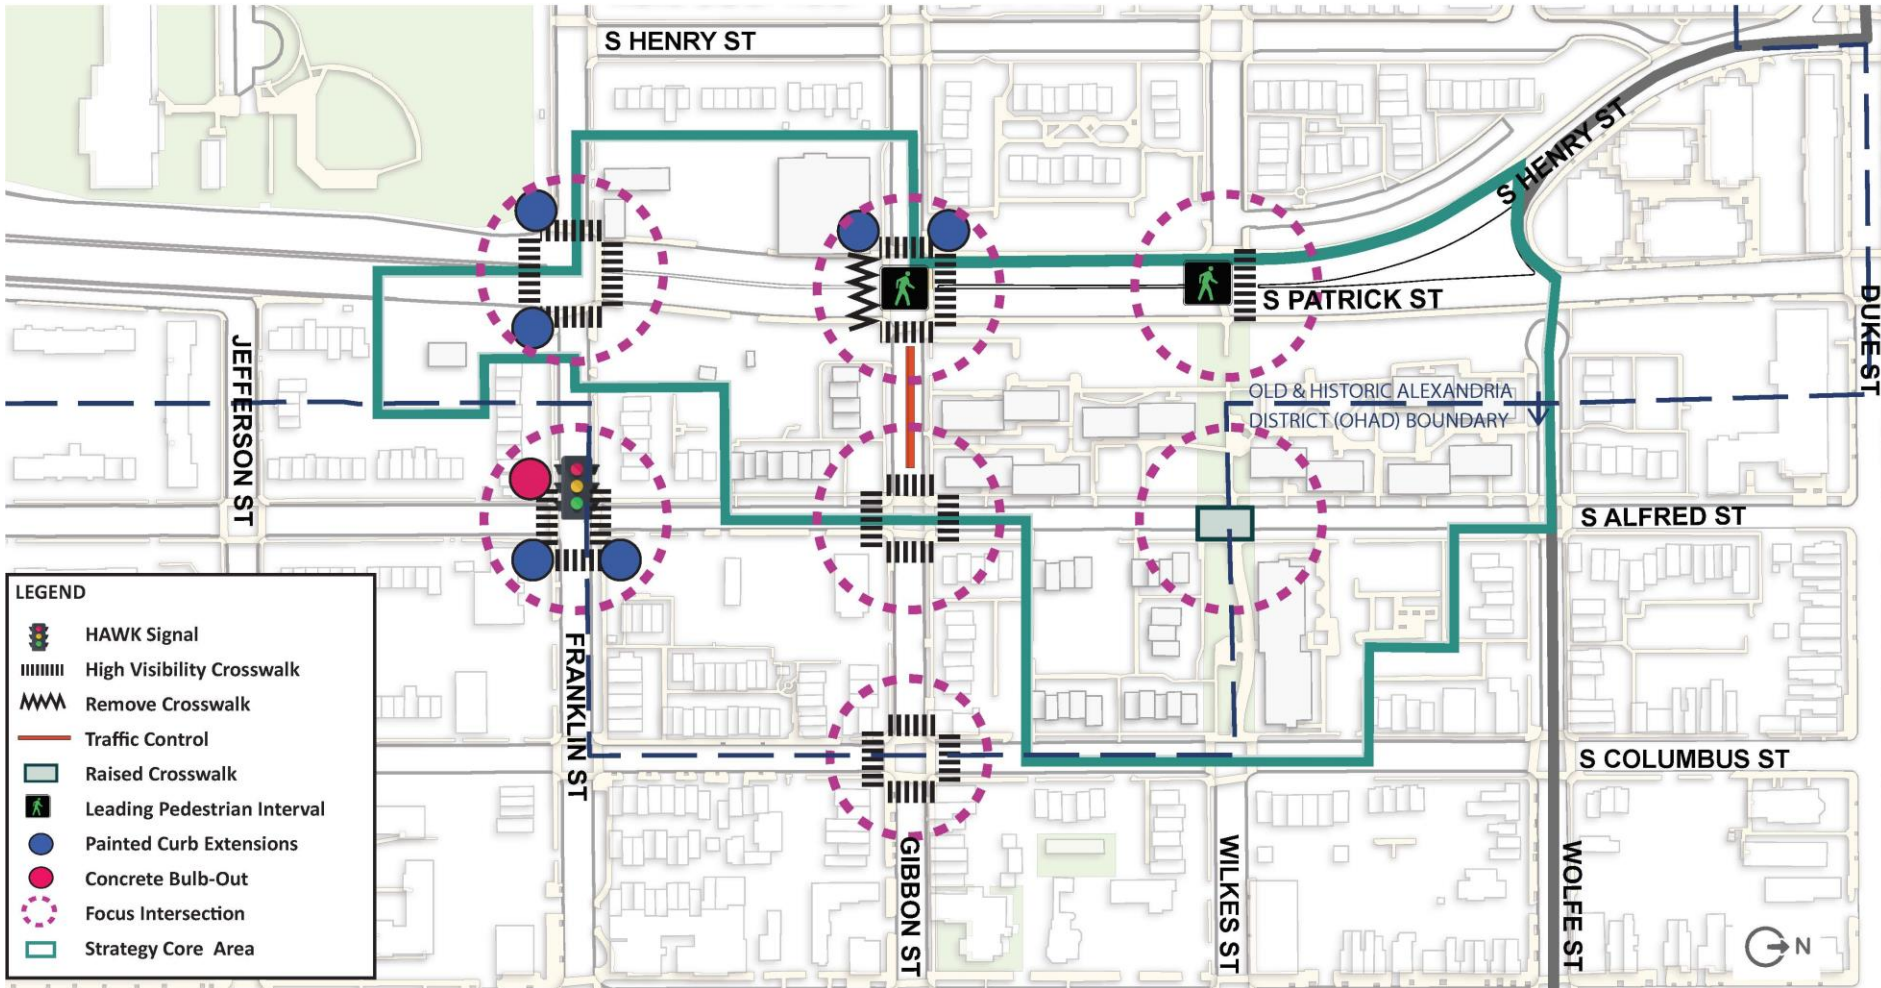 S HENRY ST
S HENRY ST
S PATRICK ST
DUKE ST
JEFFERSON ST
OLD & HISTORIC ALEXANDRIA
DISTRICT (OHAD) BOUNDARY
S ALFRED ST
LEGEND
HAWK Signal
High Visibility Crosswalk
Remove Crosswalk
Traffic Control
Raised Crosswalk
Leading Pedestrian Interval
Painted Curb Extensions
Concrete Bulb-Out
Focus Intersection
Strategy Core Area
FRANKLIN ST
S COLUMBUS ST
GIBBON ST
WILKES ST
WOLFE ST
N